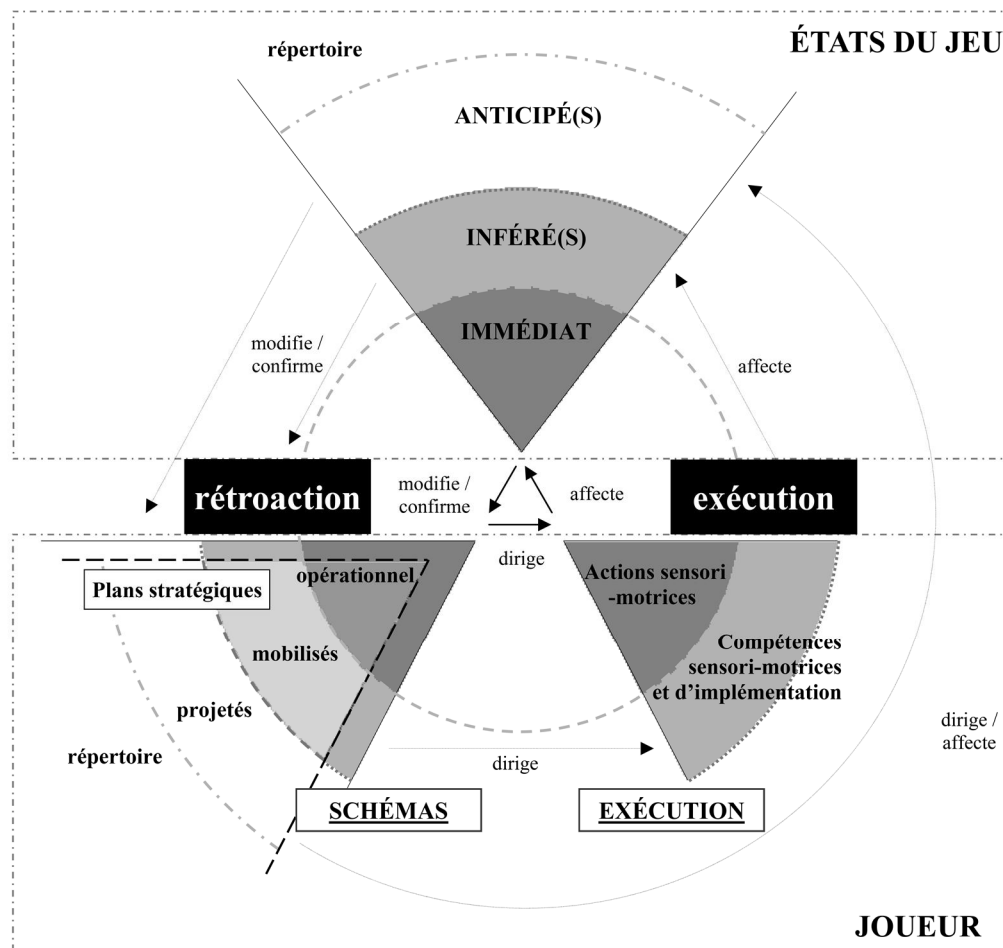 ÉTATS DU JEU
répertoire
ANTICIPÉ(S)
INFÉRÉ(S)
IMMÉDIAT
modifie /
confirme
affecte
rétroaction
modifie /
confirme
affecte
exécution
dirige
opérationnel
Plans stratégiques
mobilisés
projetés
répertoire
Actions sensori
-motrices
Compétences
sensori-motrices
et d'implémentation
dirige /
affecte
dirige
SCHÉMAS
EXÉCUTION
JOUEUR